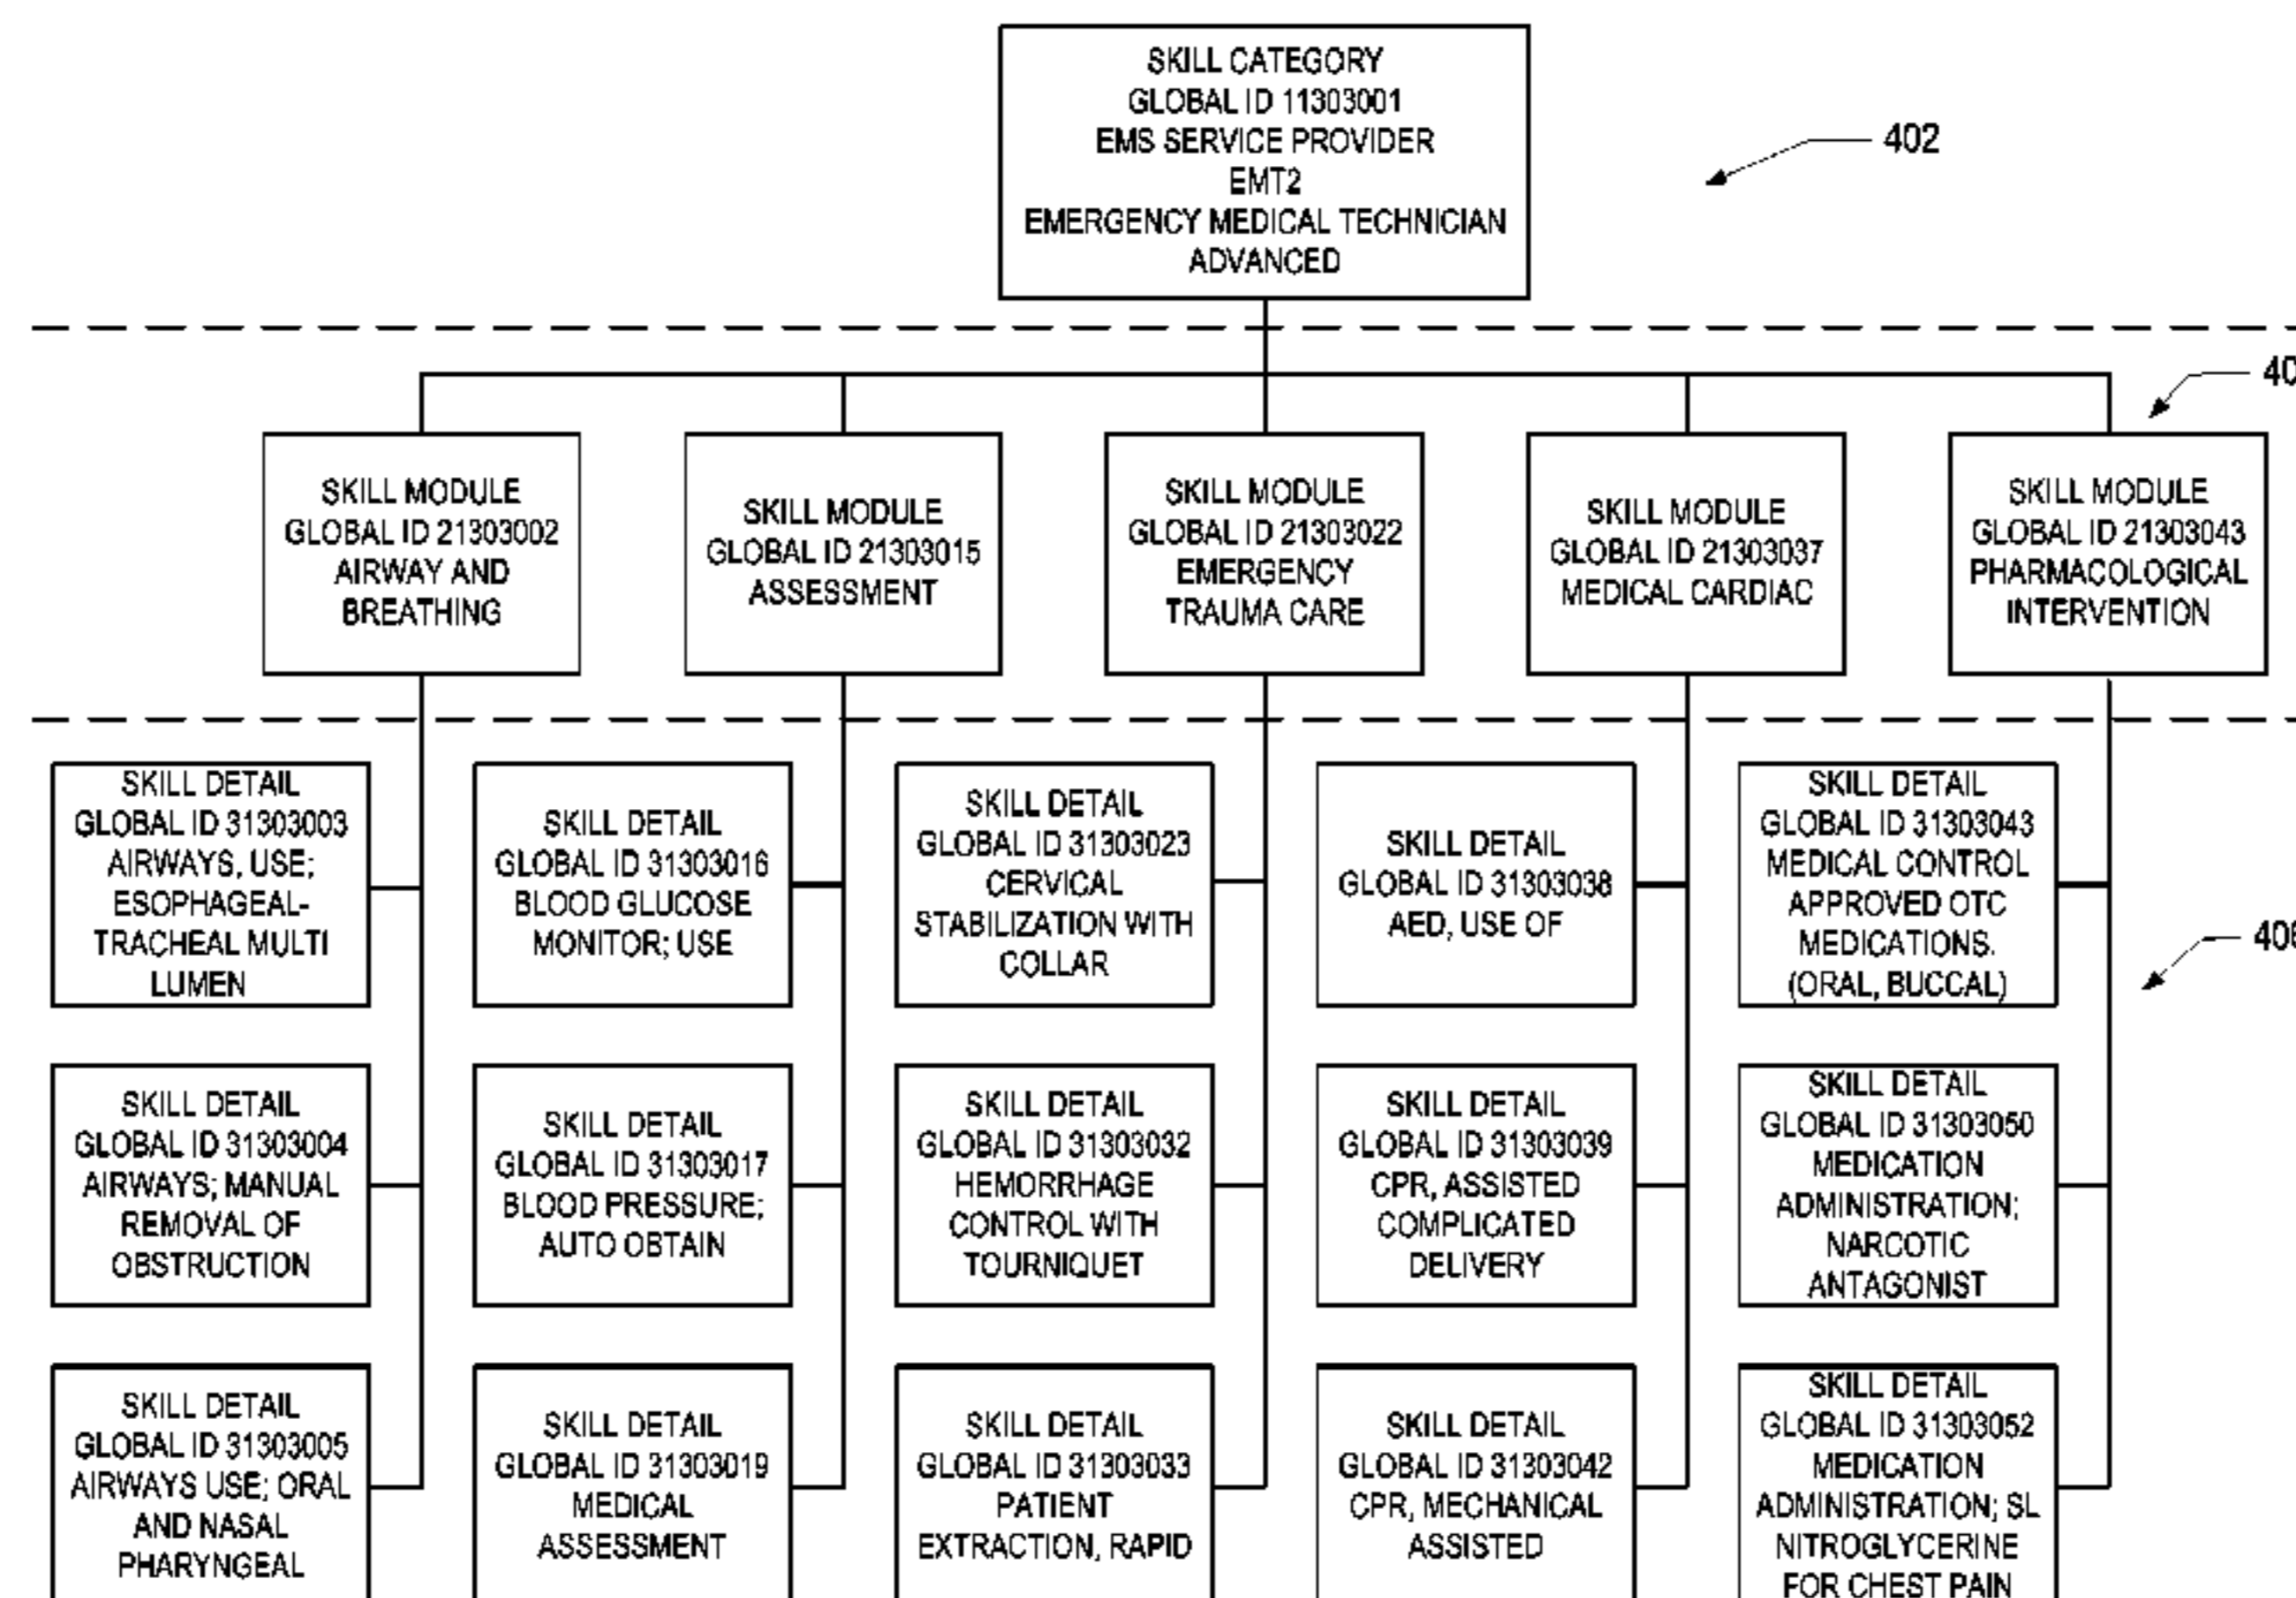 SKILL CATEGORY
GLOBAL ID 11303001
EMS SERVICE PROVIDER
EMT2
EMERGENCY MEDICAL TECHNICIAN
ADVANCED
402
SKILL MODULE
GLOBAL ID 21303002
AIRWAY AND
BREATHING
SKILL MODULE
GLOBAL ID 21303015
ASSESSMENT
SKILL MODULE
GLOBAL ID 21303022
EMERGENCY
TRAUMA CARE
SKILL MODULE
GLOBAL ID 21303037
MEDICAL CARDIAC
SKILL MODULE
GLOBAL ID 21303043
PHARMACOLOGICAL
INTERVENTION
SKILL DETAIL
GLOBAL ID 31303003
AIRWAYS, USE;
ESOPHAGEAL-
TRACHEAL MULTI
LUMEN
SKILL DETAIL
GLOBAL ID 31303016
BLOOD GLUCOSE
MONITOR; USE
SKILL DETAIL
GLOBAL ID 31303023
CERVICAL
STABILIZATION WITH
COLLAR
SKILL DETAIL
GLOBAL ID 31303038
AED, USE OF
SKILL DETAIL
GLOBAL ID 31303043
MEDICAL CONTROL
APPROVED OTC
MEDICATIONS.
(ORAL, BUCCAL)
406
SKILL DETAIL
GLOBAL ID 31303004
AIRWAYS; MANUAL
REMOVAL OF
OBSTRUCTION
SKILL DETAIL
GLOBAL ID 31303017
BLOOD PRESSURE;
AUTO OBTAIN
SKILL DETAIL
GLOBAL ID 31303032
HEMORRHAGE
CONTROL WITH
TOURNIQUET
SKILL DETAIL
GLOBAL ID 31303039
CPR, ASSISTED
COMPLICATED
DELIVERY
SKILL DETAIL
GLOBAL ID 31303050
MEDICATION
ADMINISTRATION;
NARCOTIC
ANTAGONIST
SKILL DETAIL
GLOBAL ID 31303005
AIRWAYS USE; ORAL
AND NASAL
PHARYNGEAL
SKILL DETAIL
GLOBAL ID 31303019
MEDICAL
ASSESSMENT
SKILL DETAIL
GLOBAL ID 31303033
PATIENT
EXTRACTION, RAPID
SKILL DETAIL
GLOBAL ID 31303042
CPR, MECHANICAL
ASSISTED
SKILL DETAIL
GLOBAL ID 31303052
MEDICATION
ADMINISTRATION; SL
NITROGLYCERINE
FOR CHEST PAIN